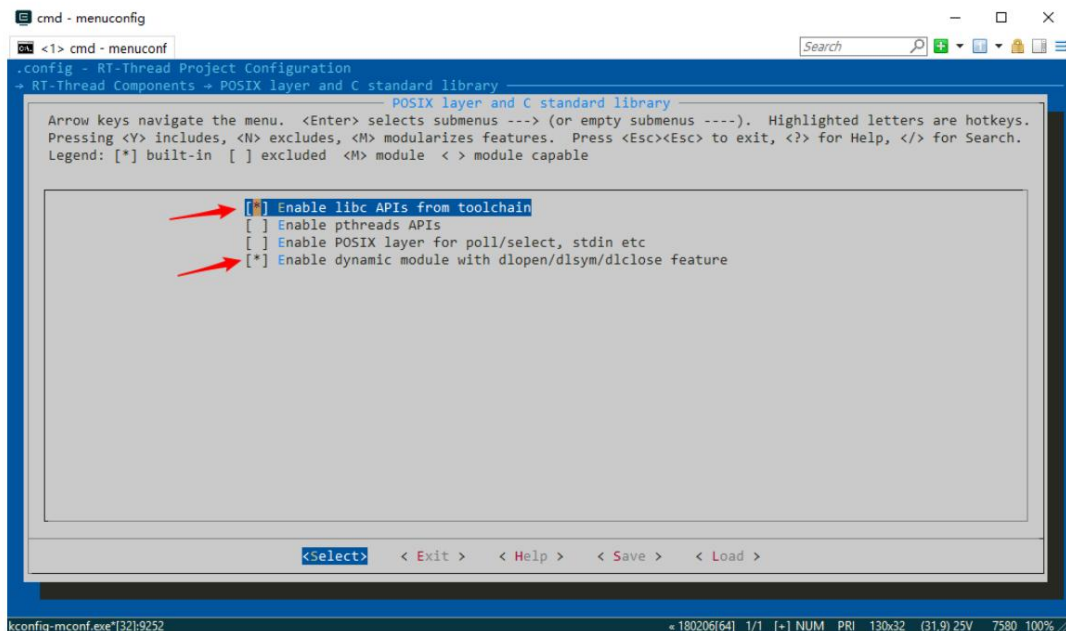 cmd - menuconfig
<1> cmd - menuconf
Search
.config - RT-Thread Project Configuration
→ RT-Thread Components → POSIX layer and C standard library
POSIX layer and C standard library
Arrow keys navigate the menu.  <Enter> selects submenus ---> (or empty submenus ----).  Highlighted letters are hotkeys.
Pressing <Y> includes, <N> excludes, <M> modularizes features.  Press <Esc><Esc> to exit, <?> for Help, </> for Search.
Legend: [*] built-in  [ ] excluded  <M> module  < > module capable
[*] Enable libc APIs from toolchain
[ ] Enable pthreads APIs
[ ] Enable POSIX layer for poll/select, stdin etc
[*] Enable dynamic module with dlopen/dlsym/dlclose feature
<Select>    < Exit >    < Help >    < Save >    < Load >
kconfig-mconf.exe*[32]:9252    « 180206[64]  1/1  [+] NUM  PRI  130x32  (31,9) 25V  7580  100%